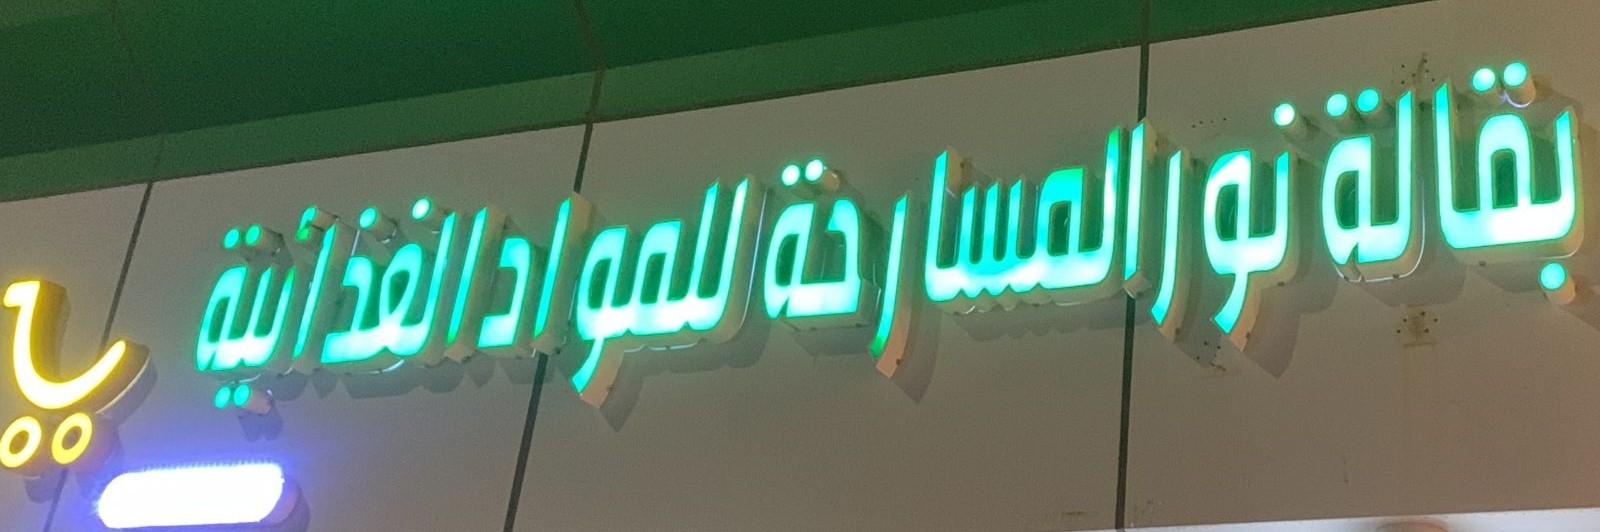 بقالة نور المسارحة للمواد الغذائية